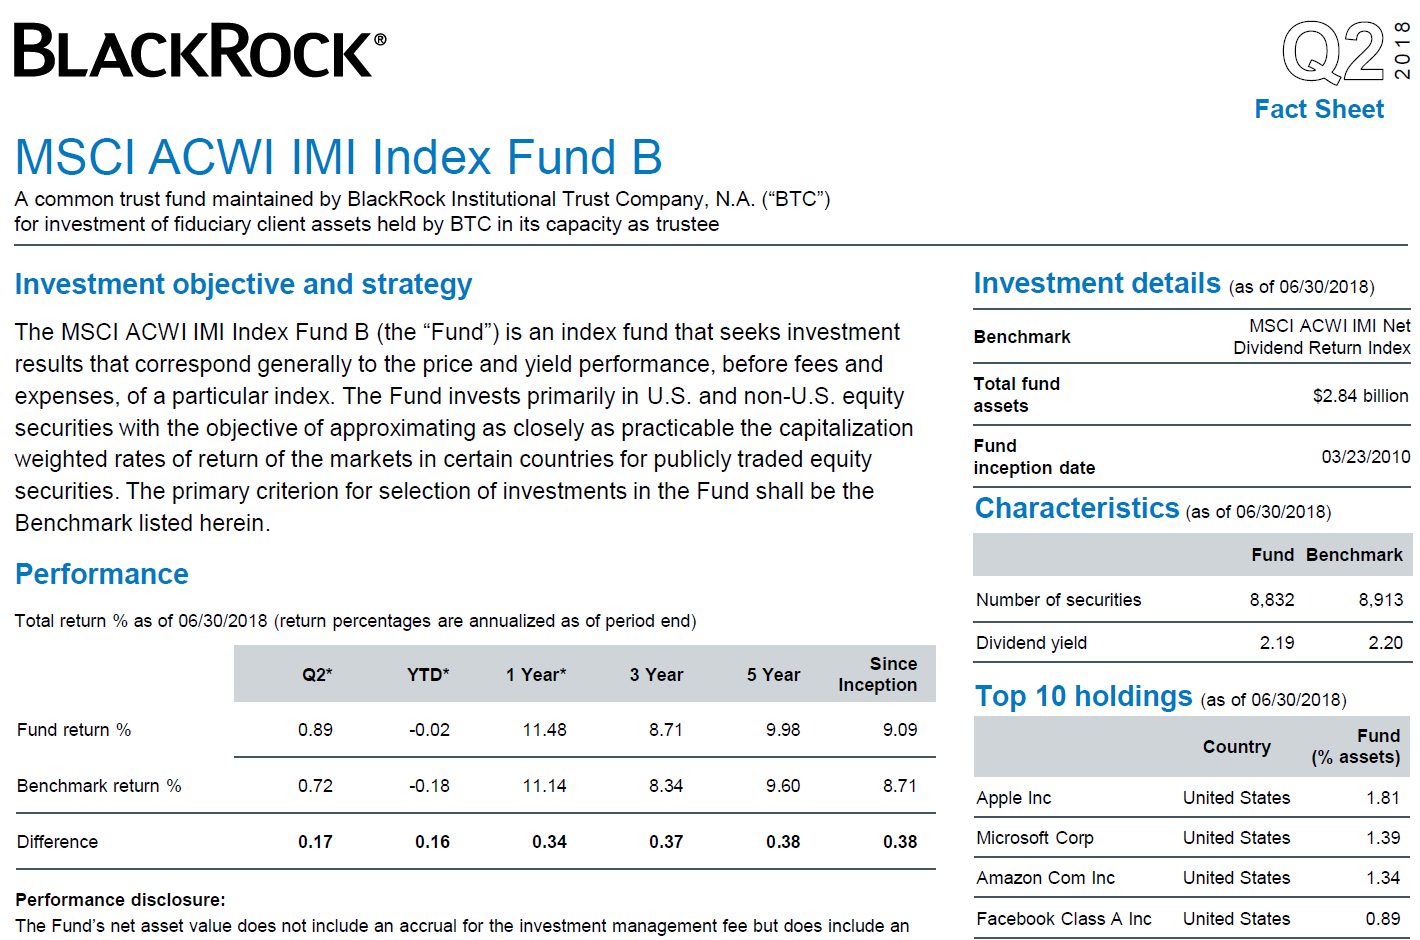 BLACKROCK®
Q2 2018
Fact Sheet
MSCI ACWI IMI Index Fund B
A common trust fund maintained by BlackRock Institutional Trust Company, N.A. (“BTC”)
for investment of fiduciary client assets held by BTC in its capacity as trustee
Investment objective and strategy
The MSCI ACWI IMI Index Fund B (the “Fund”) is an index fund that seeks investment
results that correspond generally to the price and yield performance, before fees and
expenses, of a particular index. The Fund invests primarily in U.S. and non-U.S. equity
securities with the objective of approximating as closely as practicable the capitalization
weighted rates of return of the markets in certain countries for publicly traded equity
securities. The primary criterion for selection of investments in the Fund shall be the
Benchmark listed herein.
Performance
Total return % as of 06/30/2018 (return percentages are annualized as of period end)
Q2* YTD* 1 Year* 3 Year 5 Year Since
Inception
Fund return % 0.89 -0.02 11.48 8.71 9.98 9.09
Benchmark return % 0.72 -0.18 11.14 8.34 9.60 8.71
Difference 0.17 0.16 0.34 0.37 0.38 0.38
Performance disclosure:
The Fund’s net asset value does not include an accrual for the investment management fee but does include an
Investment details (as of 06/30/2018)
Benchmark MSCI ACWI IMI Net
Dividend Return Index
Total fund
assets $2.84 billion
Fund
inception date 03/23/2010
Characteristics (as of 06/30/2018)
Fund Benchmark
Number of securities 8,832 8,913
Dividend yield 2.19 2.20
Top 10 holdings (as of 06/30/2018)
Country Fund
(% assets)
Apple Inc United States 1.81
Microsoft Corp United States 1.39
Amazon Com Inc United States 1.34
Facebook Class A Inc United States 0.89